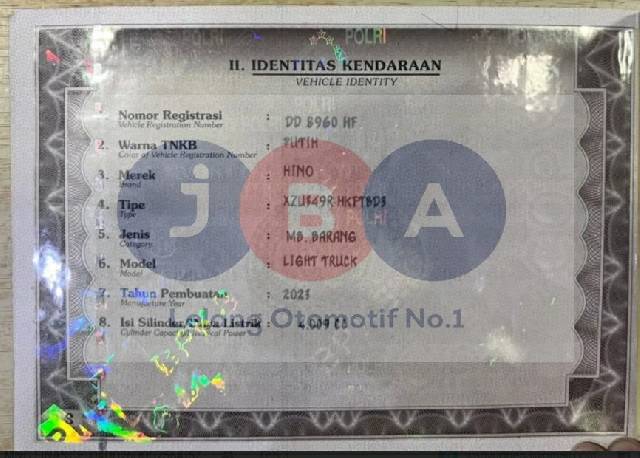 POLRI
POLRI
II. IDENTITAS KENDARAAN
VEHICLE IDENTITY
1. Nomor Registrasi : DD 8960 HF
Vehicle Registration Number
2. Warna TNKB : PUTIH
Color of Vehicle Registration Number
3. Merek : HINO
Brand
4. Tipe :
Type
5. Jenis : MB. BARANG
Category
6. Model : LIGHT TRUCK
Model
7. Tahun Pembuatan :
Manufacture Year
8. Isi Silinder/Daya Listrik : 4.009 CC
Cylinder Capacity/Electrical Power
JBA
Lelang Otomotif No.1